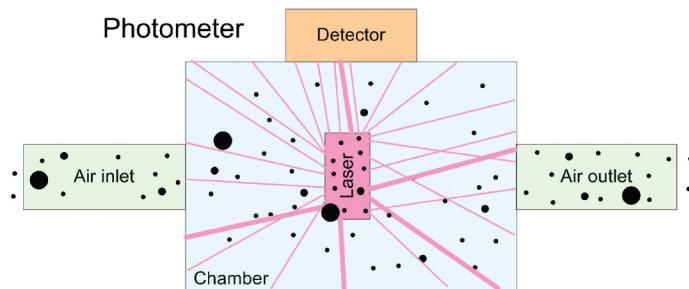 Photometer
Detector
Air inlet
Laser
Air outlet
Chamber